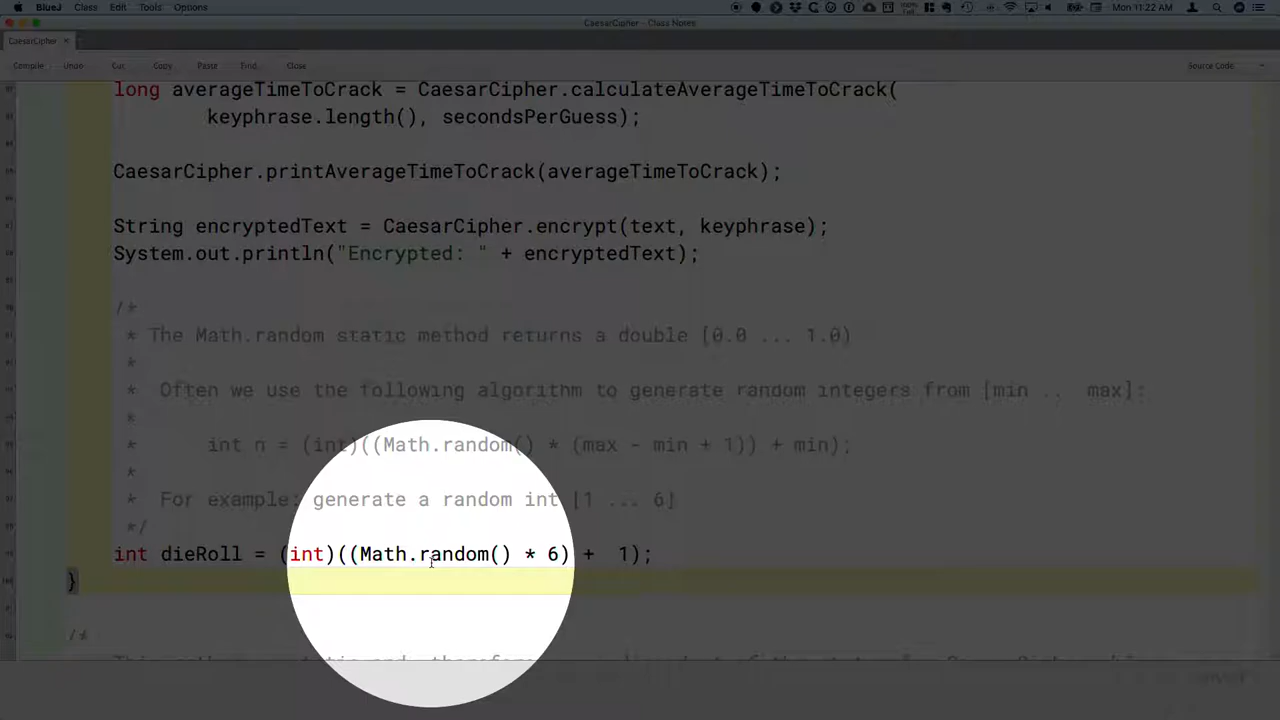 BlueJ Class Edit Tools Options Mon 11:22 AM
CaesarCipher - Class Notes
CaesarCipher ×
Compile Undo Cut Copy Paste Find... Close Source Code
long averageTimeToCrack = CaesarCipher.calculateAverageTimeToCrack(
keyphrase.length(), secondsPerGuess);
CaesarCipher.printAverageTimeToCrack(averageTimeToCrack);
String encryptedText = CaesarCipher.encrypt(text, keyphrase);
System.out.println("Encrypted: " + encryptedText);
/*
* The Math.random static method returns a double [0.0 ... 1.0)
*
* Often we use the following algorithm to generate random integers from [min .. max]:
*
* int n = (int)((Math.random() * (max - min + 1)) + min);
*
* For example: generate a random int [1 ... 6]
*/
int dieRoll = (int)((Math.random() * 6) + 1);
}
/*